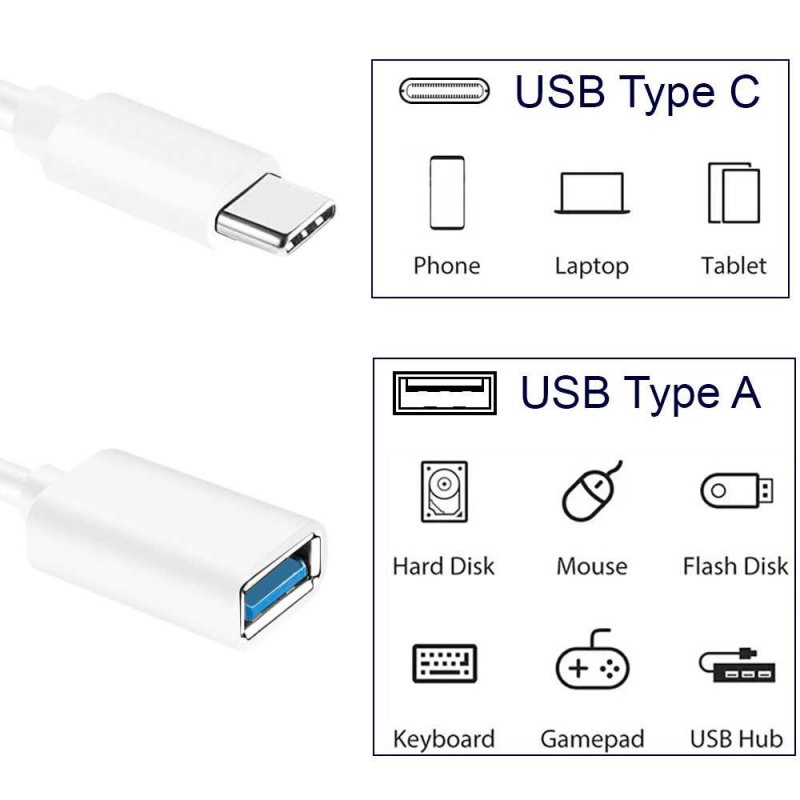 USB Type C
Phone Laptop Tablet
USB Type A
Hard Disk Mouse Flash Disk
Keyboard Gamepad USB Hub